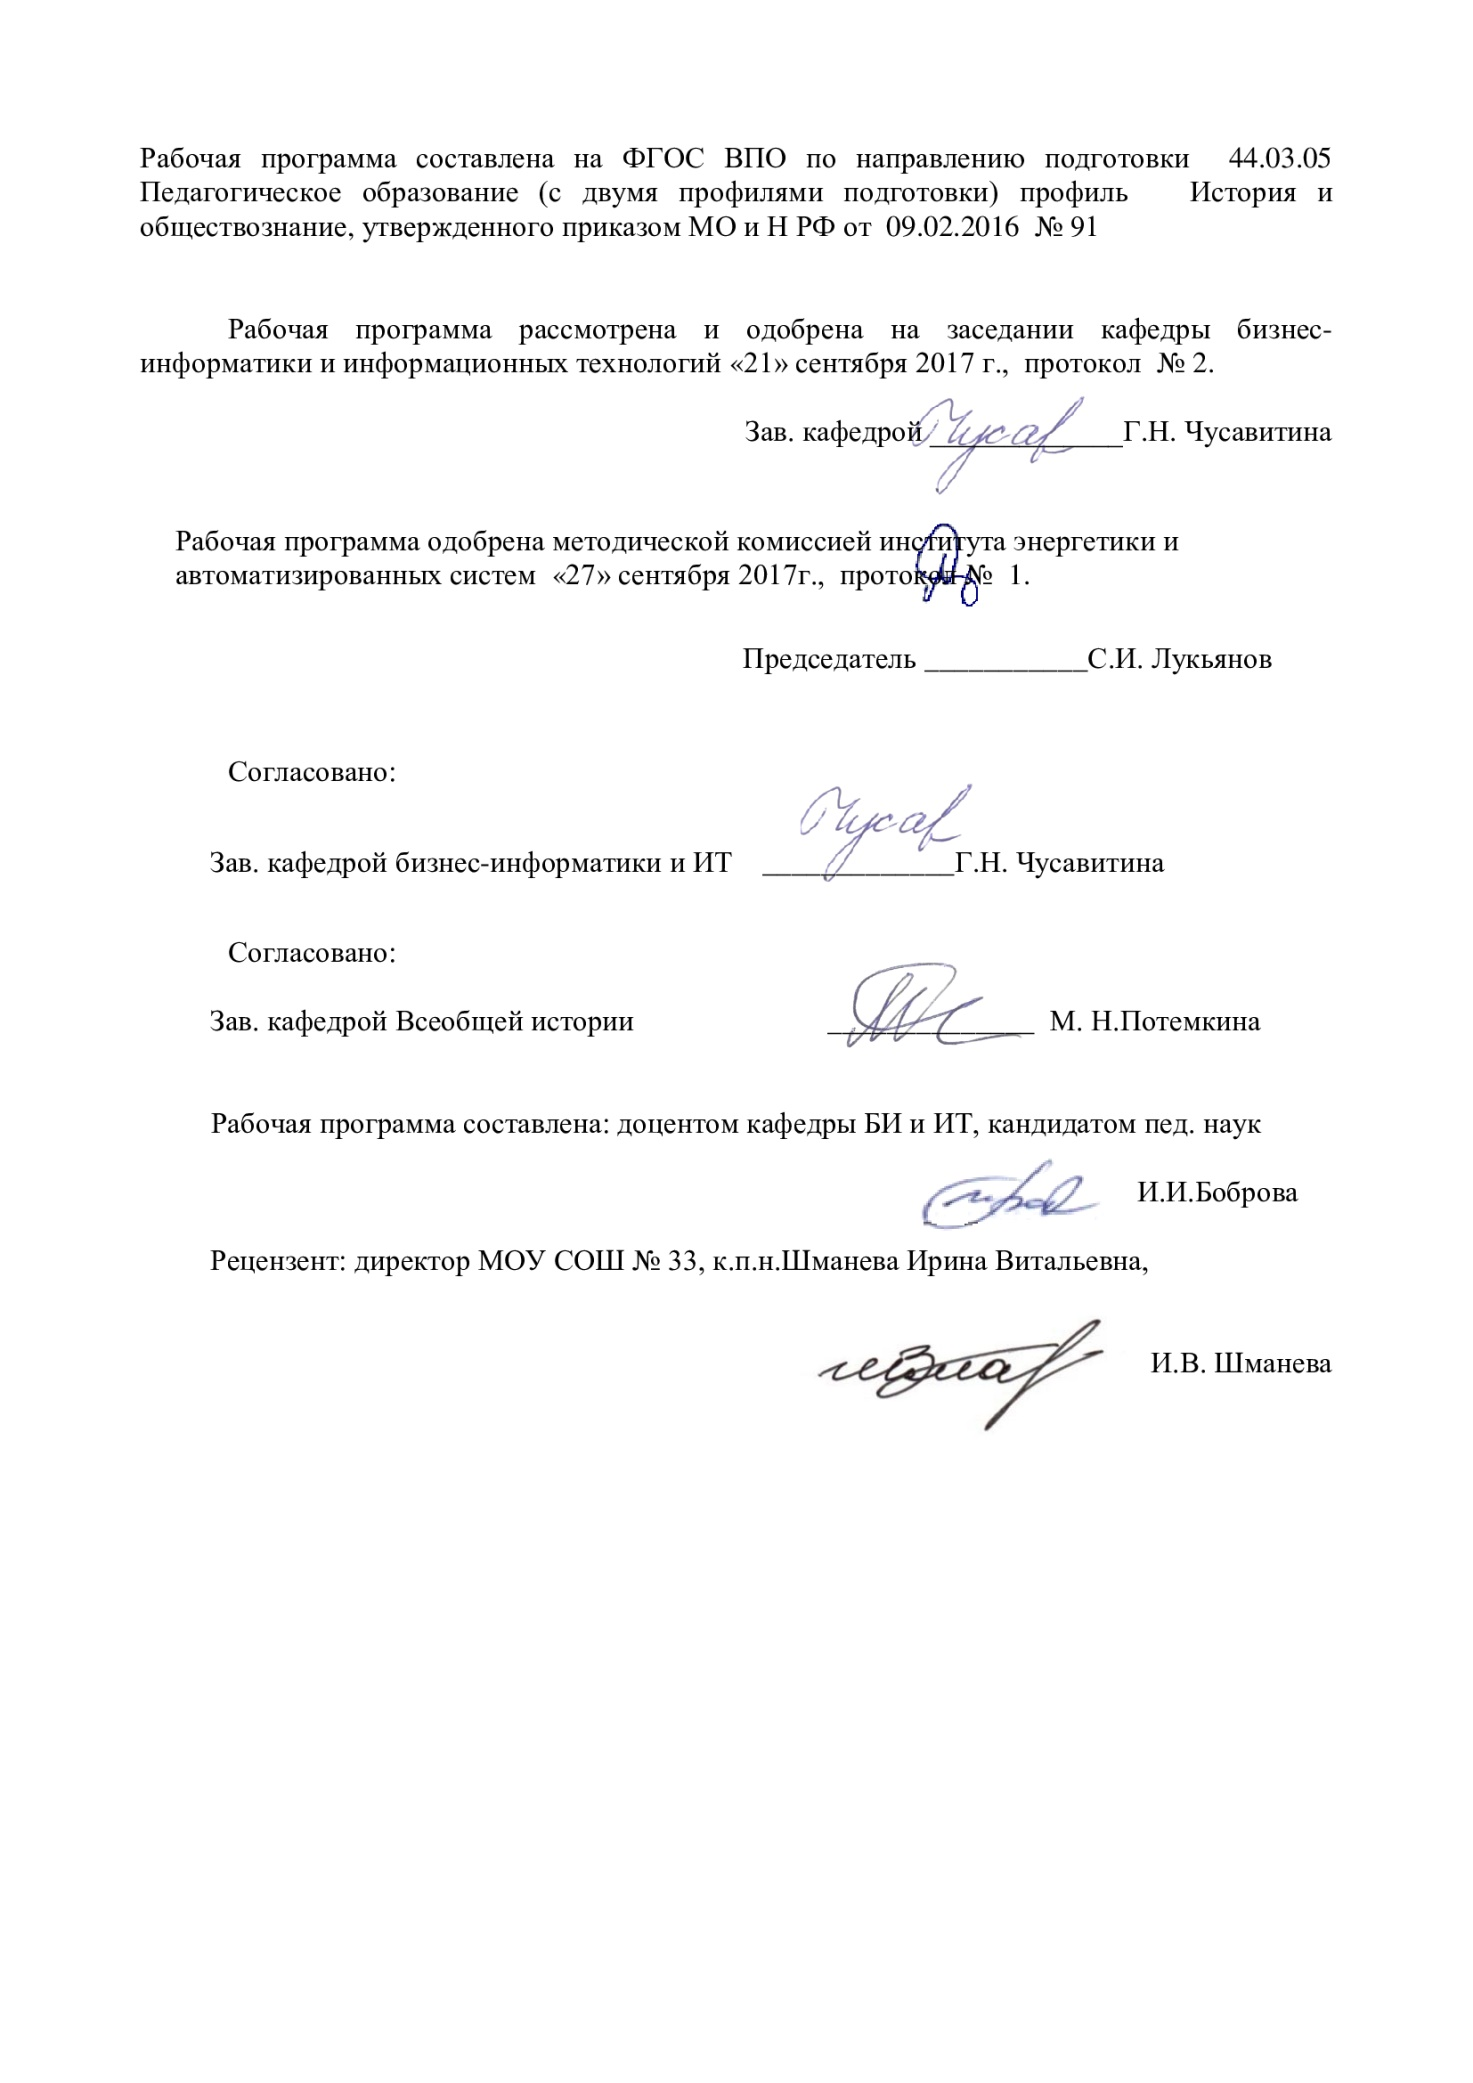 Рабочая программа составлена на ФГОС ВПО по направлению подготовки 44.03.05
Педагогическое образование (с двумя профилями подготовки) профиль История и
обществознание, утвержденного приказом МО и Н РФ от 09.02.2016 № 91
Рабочая программа рассмотрена и одобрена на заседании кафедры бизнес-
информатики и информационных технологий «21» сентября 2017 г., протокол № 2.
Зав. кафедрой _____________Г.Н. Чусавитина
Рабочая программа одобрена методической комиссией института энергетики и
автоматизированных систем «27» сентября 2017г., протокол № 1.
Председатель ___________С.И. Лукьянов
Согласовано:
Зав. кафедрой бизнес-информатики и ИТ _____________Г.Н. Чусавитина
Согласовано:
Зав. кафедрой Всеобщей истории ______________ М. Н.Потемкина
Рабочая программа составлена: доцентом кафедры БИ и ИТ, кандидатом пед. наук
И.И.Боброва
Рецензент: директор МОУ СОШ № 33, к.п.н.Шманева Ирина Витальевна,
И.В. Шманева